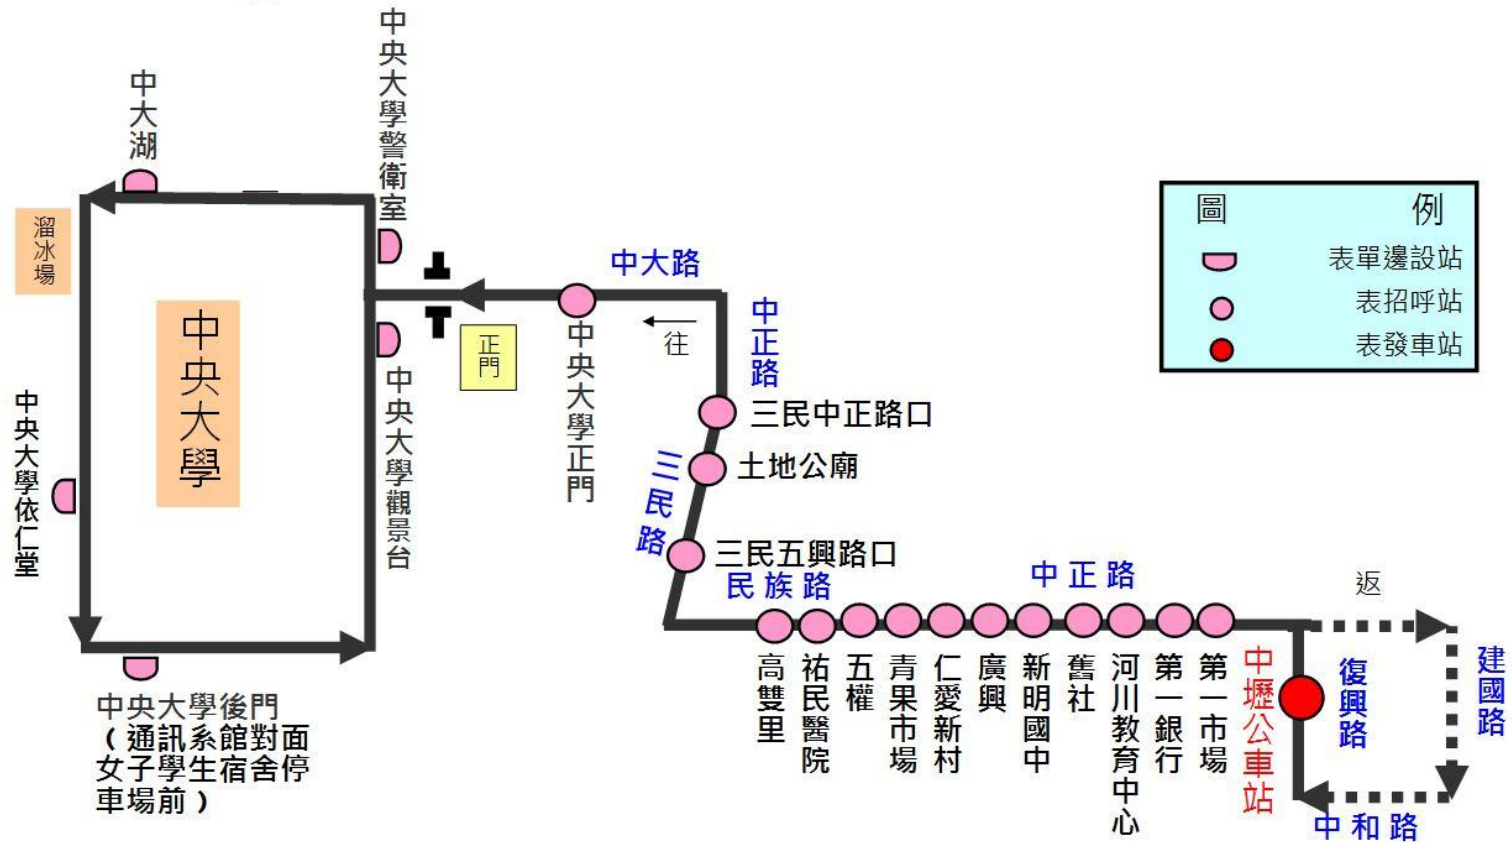 中央大學警衛室
中大湖
溜冰場
中央大學
中央大學依仁堂
中央大學後門
（通訊系館對面
女子學生宿舍停
車場前）
中央大學觀景台
正門
中央大學正門
中大路
往
中正路
三民中正路口
土地公廟
三民路
三民五興路口
民族路
中正路
高雙里
祐民醫院
五權
青果市場
仁愛新村
廣興
新明國中
舊社
河川教育中心
第一銀行
第一市場
中壢公車站
復興路
返
建國路
中和路
圖例
表單邊設站
表招呼站
表發車站